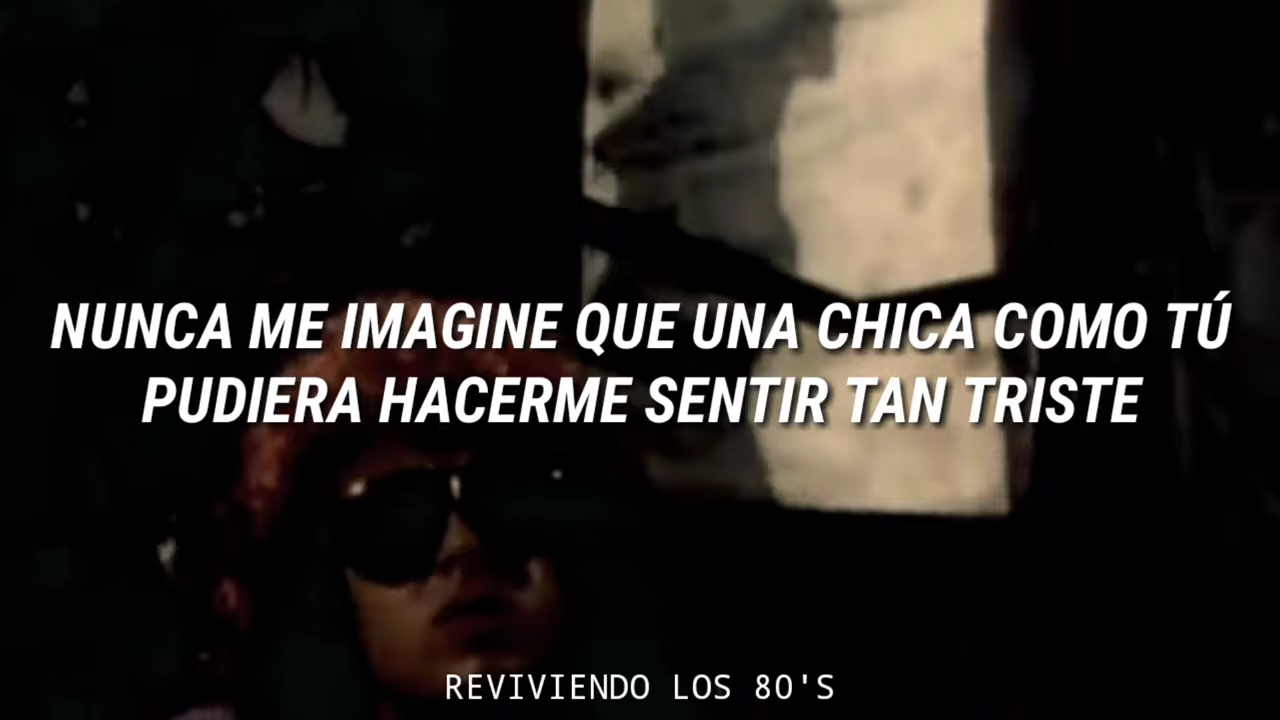 NUNCA ME IMAGINE QUE UNA CHICA COMO TÚ
PUDIERA HACERME SENTIR TAN TRISTE
REVIVIENDO LOS 80'S